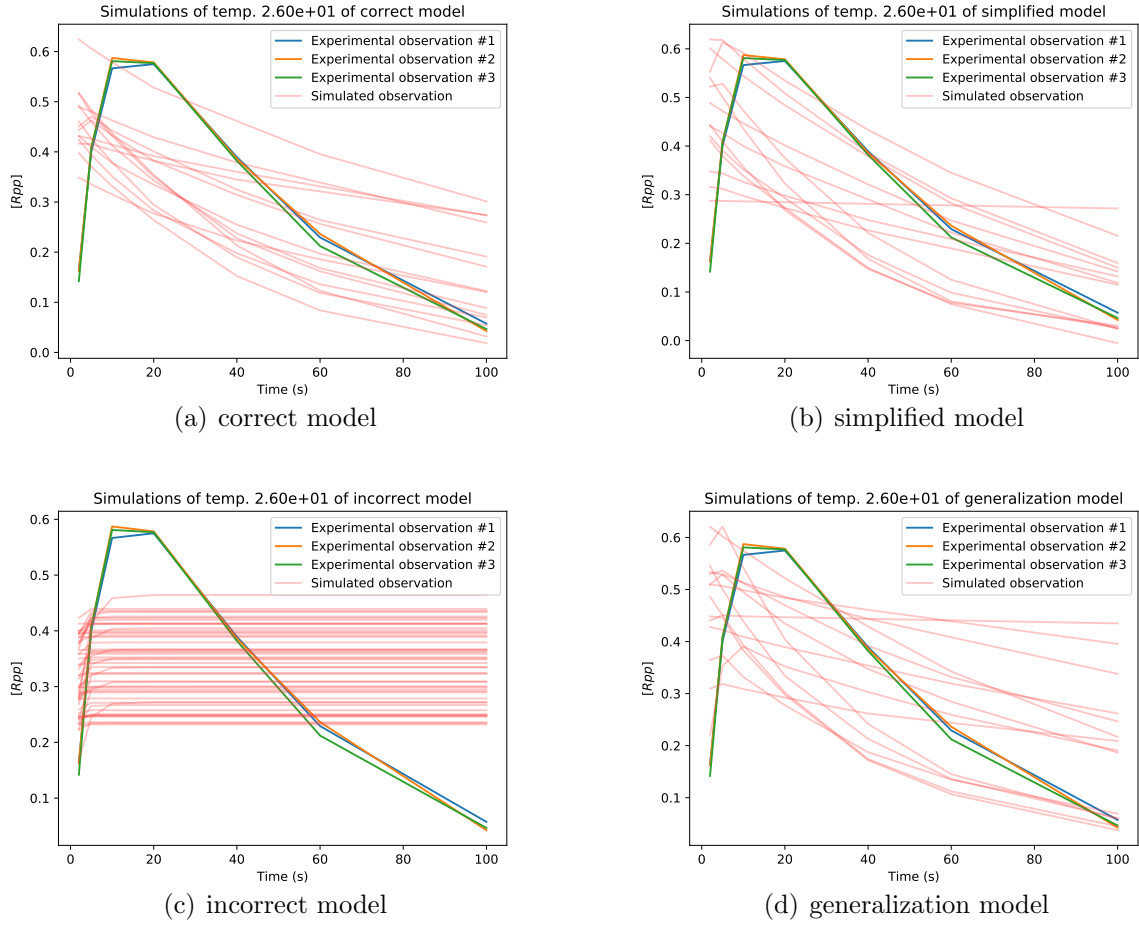 Simulations of temp. 2.60e+01 of correct model
Experimental observation #1
Experimental observation #2
Experimental observation #3
Simulated observation
[Rpp]
0.6
0.5
0.4
0.3
0.2
0.1
0.0
0 20 40 60 80 100
Time (s)
(a) correct model
Simulations of temp. 2.60e+01 of simplified model
Experimental observation #1
Experimental observation #2
Experimental observation #3
Simulated observation
[Rpp]
0.6
0.5
0.4
0.3
0.2
0.1
0.0
0 20 40 60 80 100
Time (s)
(b) simplified model
Simulations of temp. 2.60e+01 of incorrect model
Experimental observation #1
Experimental observation #2
Experimental observation #3
Simulated observation
[Rpp]
0.6
0.5
0.4
0.3
0.2
0.1
0 20 40 60 80 100
Time (s)
(c) incorrect model
Simulations of temp. 2.60e+01 of generalization model
Experimental observation #1
Experimental observation #2
Experimental observation #3
Simulated observation
[Rpp]
0.6
0.5
0.4
0.3
0.2
0.1
0 20 40 60 80 100
Time (s)
(d) generalization model